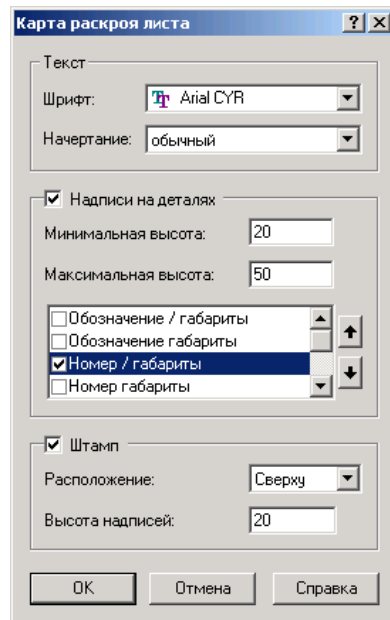 Карта раскроя листа
Текст
Шрифт: Arial CYR
Начертание: обычный
Надписи на деталях
Минимальная высота: 20
Максимальная высота: 50
Обозначение / габариты
Обозначение габариты
Номер / габариты
Номер габариты
Штамп
Расположение: Сверху
Высота надписей: 20
OK Отмена Справка